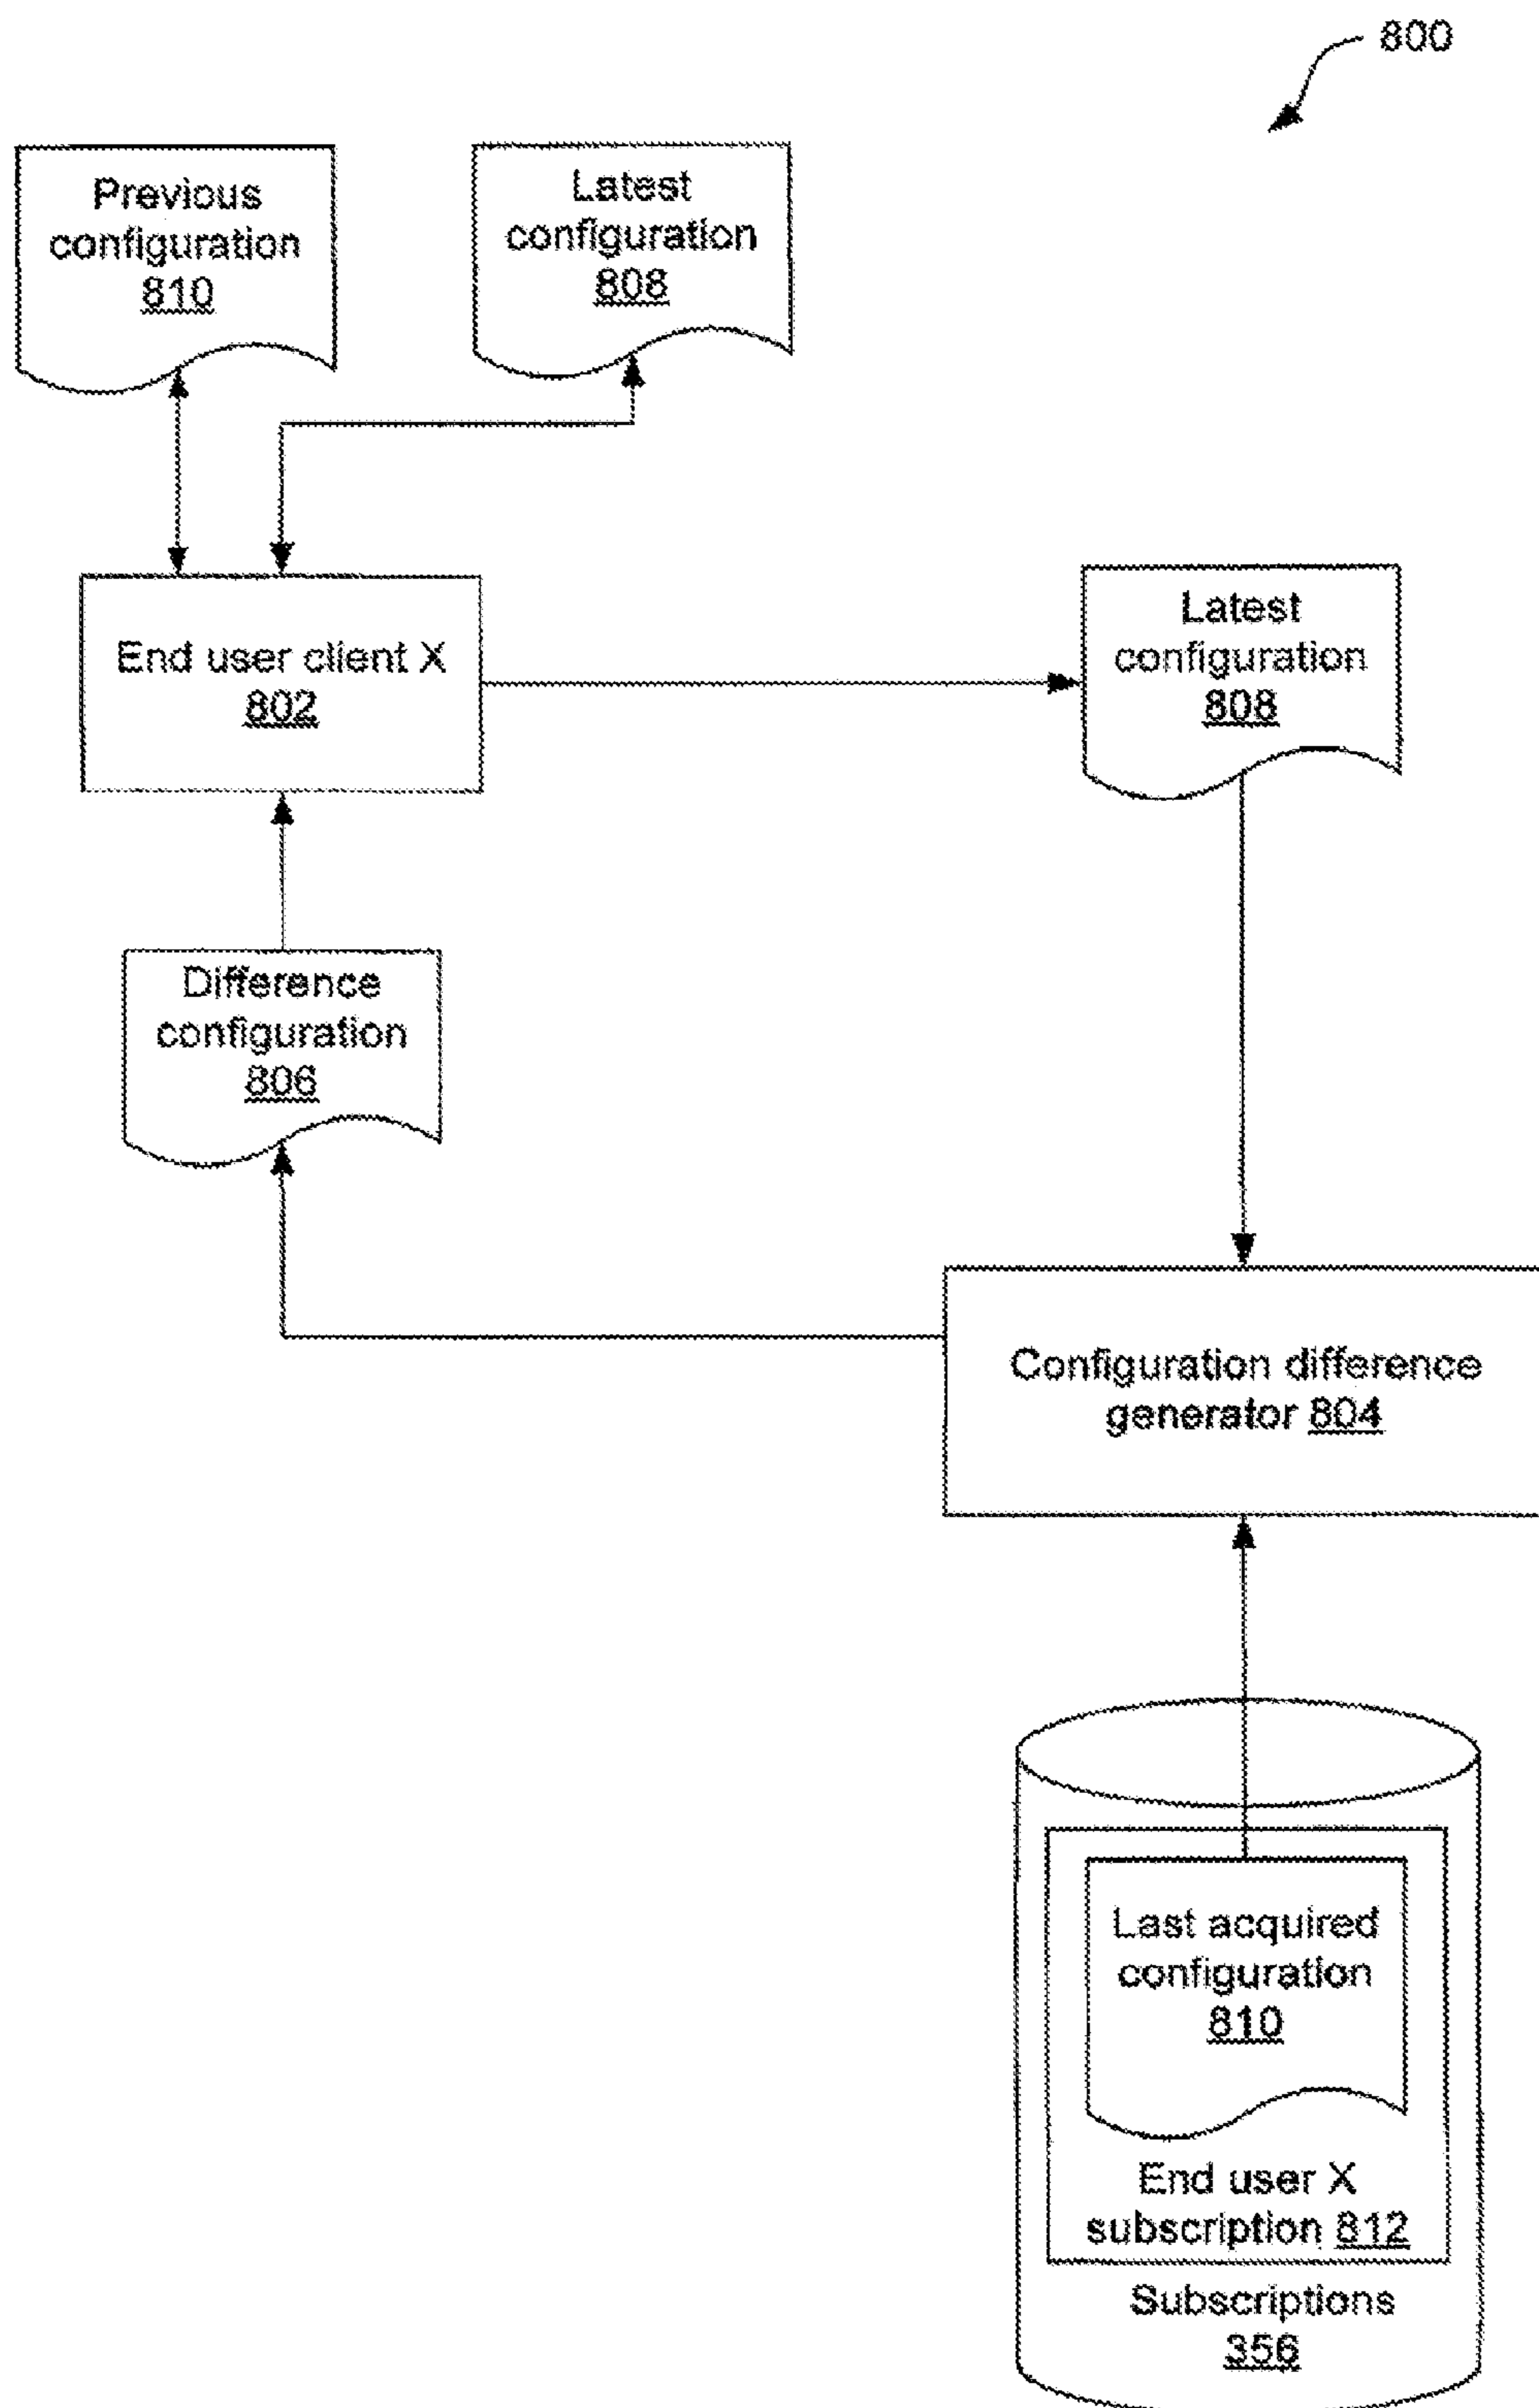 800
Previous
configuration
810
Latest
configuration
808
End user client X
802
Latest
configuration
808
Difference
configuration
806
Configuration difference
generator 804
Last acquired
configuration
810
End user X
subscription 812
Subscriptions
356